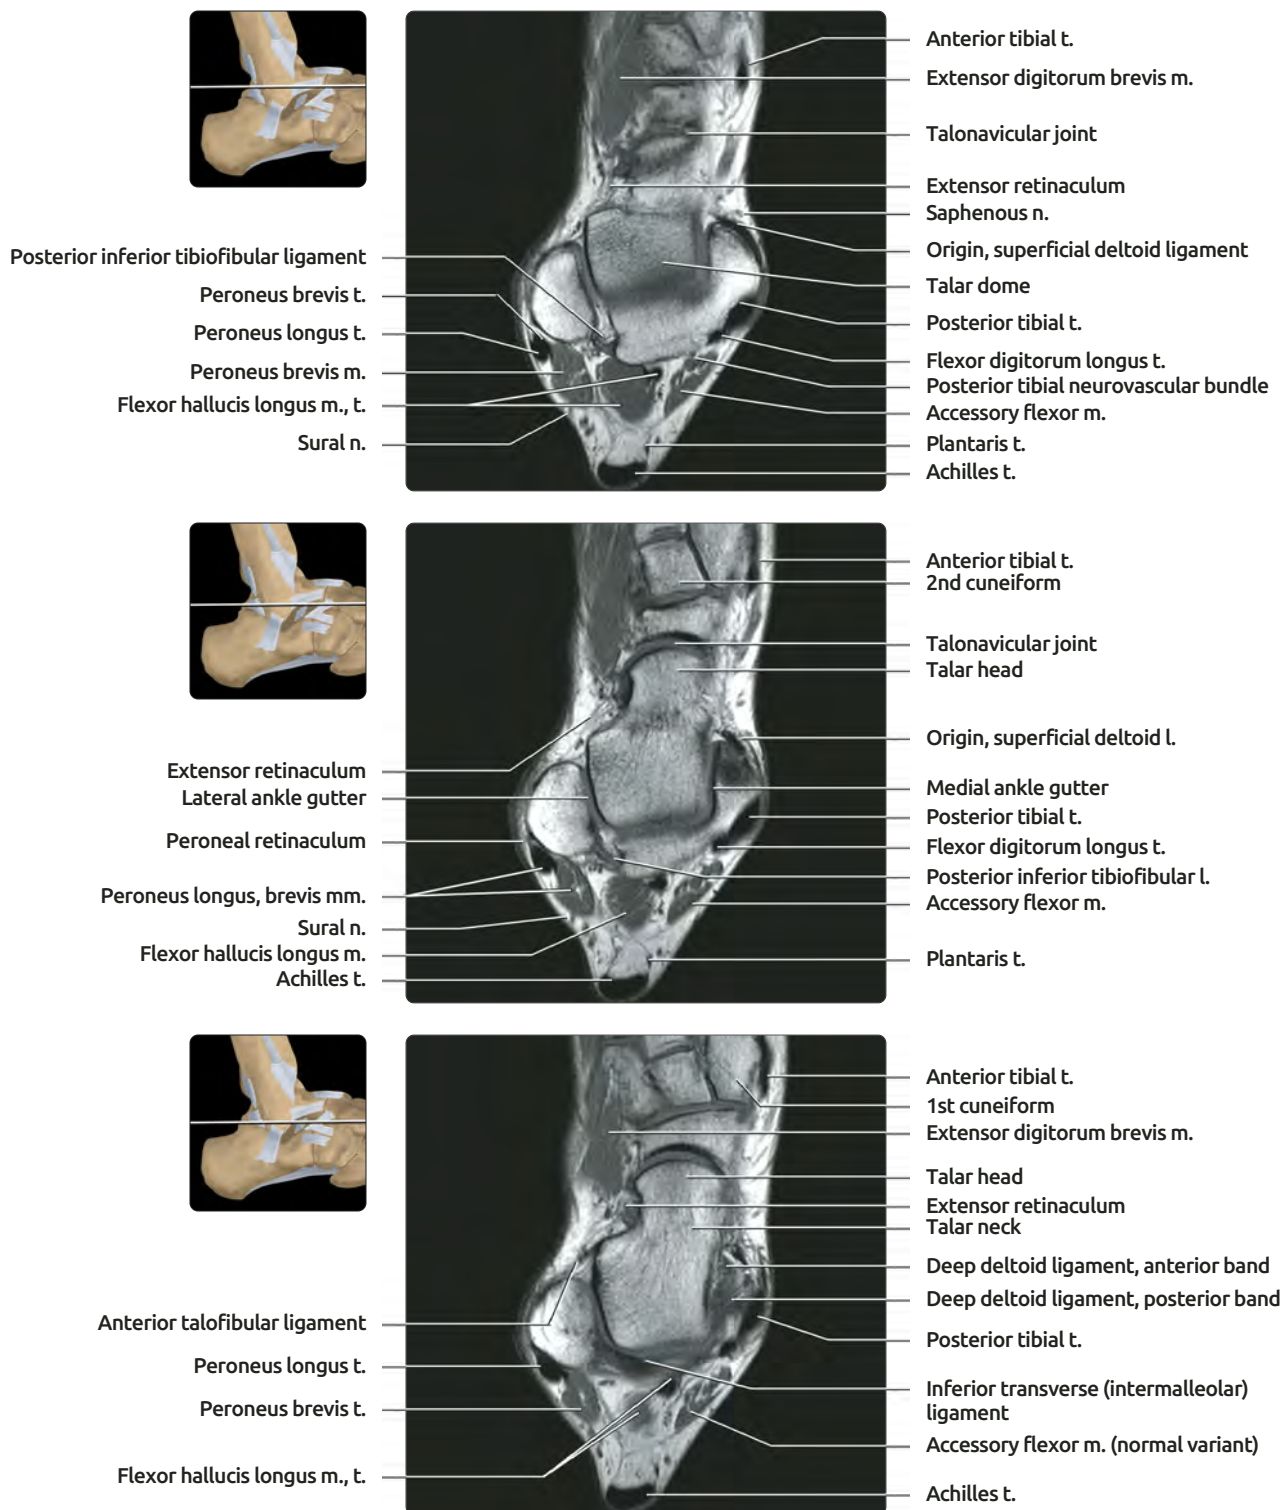 Anterior tibial t.
Extensor digitorum brevis m.
Talonavicular joint
Extensor retinaculum
Saphenous n.
Origin, superficial deltoid ligament
Talar dome
Posterior tibial t.
Flexor digitorum longus t.
Posterior tibial neurovascular bundle
Accessory flexor m.
Plantaris t.
Achilles t.
Posterior inferior tibiofibular ligament
Peroneus brevis t.
Peroneus longus t.
Peroneus brevis m.
Flexor hallucis longus m., t.
Sural n.
Anterior tibial t.
2nd cuneiform
Talonavicular joint
Talar head
Origin, superficial deltoid l.
Medial ankle gutter
Posterior tibial t.
Flexor digitorum longus t.
Posterior inferior tibiofibular l.
Accessory flexor m.
Plantaris t.
Extensor retinaculum
Lateral ankle gutter
Peroneal retinaculum
Peroneus longus, brevis mm.
Sural n.
Flexor hallucis longus m.
Achilles t.
Anterior tibial t.
1st cuneiform
Extensor digitorum brevis m.
Talar head
Extensor retinaculum
Talar neck
Deep deltoid ligament, anterior band
Deep deltoid ligament, posterior band
Posterior tibial t.
Inferior transverse (intermalleolar)
ligament
Accessory flexor m. (normal variant)
Achilles t.
Anterior talofibular ligament
Peroneus longus t.
Peroneus brevis t.
Flexor hallucis longus m., t.